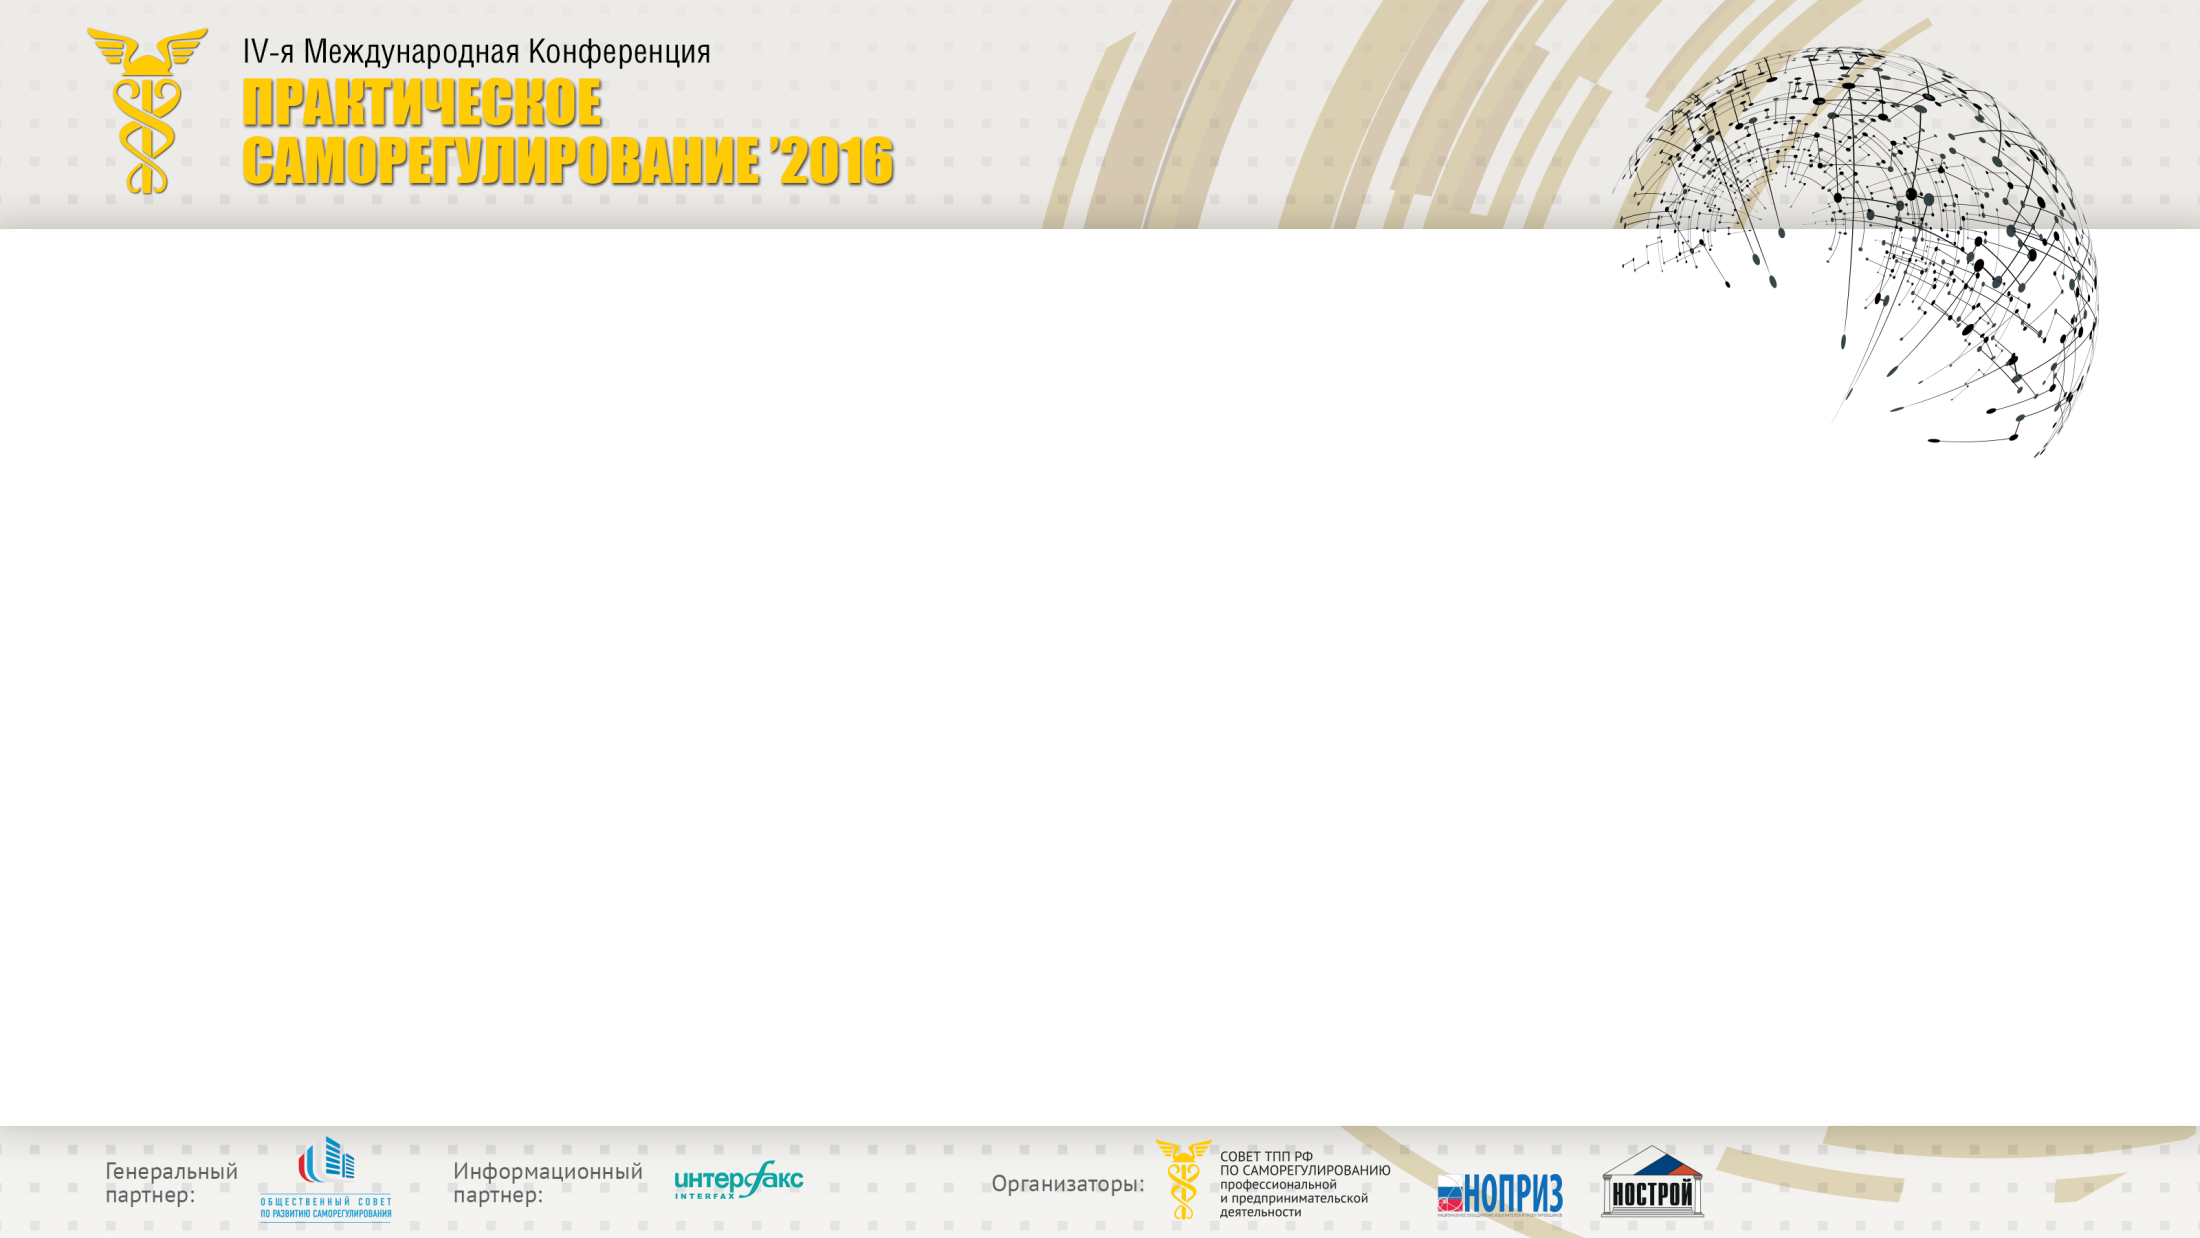 IV-я Международная Конференция
ПРАКТИЧЕСКОЕ
САМОРЕГУЛИРОВАНИЕ ’2016
Генеральный
партнер:
ОБЩЕСТВЕННЫЙ СОВЕТ
ПО РАЗВИТИЮ САМОРЕГУЛИРОВАНИЯ
Информационный
партнер:
интерфакс
INTERFAX
Организаторы:
СОВЕТ ТПП РФ
ПО САМОРЕГУЛИРОВАНИЮ
профессиональной
и предпринимательской
деятельности
НОПРИЗ
НОСТРОЙ